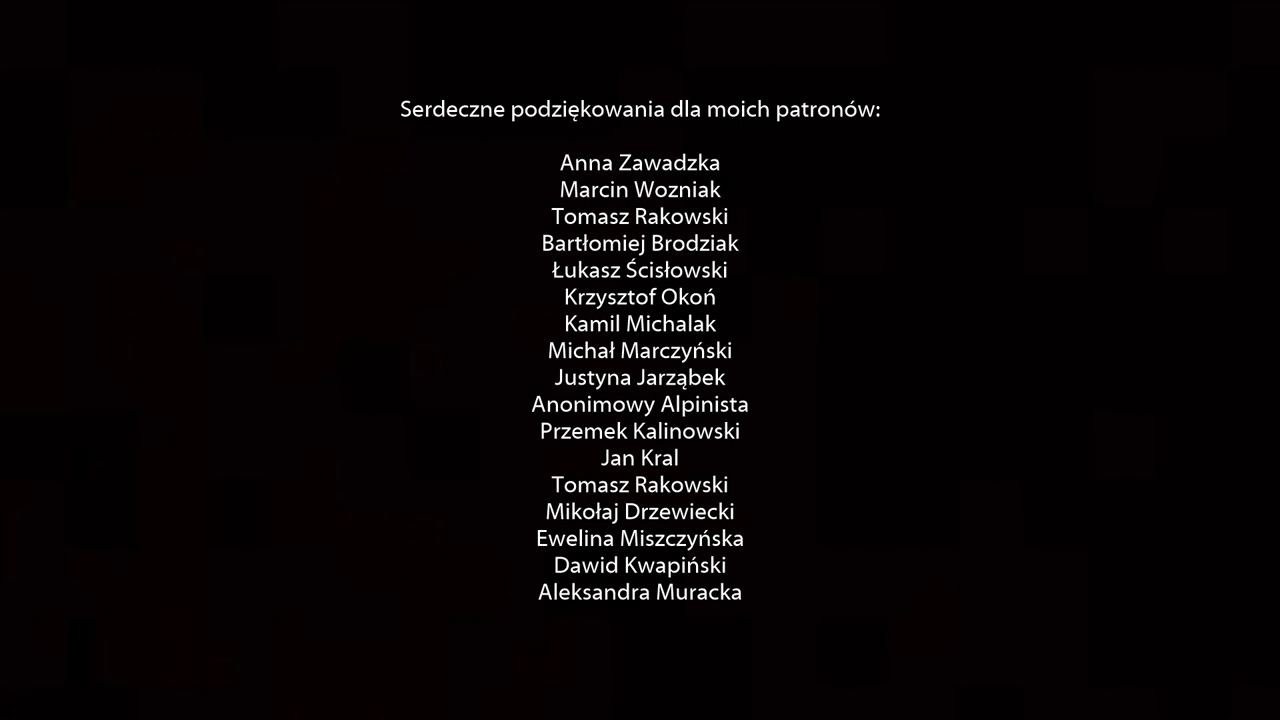 Serdeczne podziękowania dla moich patronów:
Anna Zawadzka
Marcin Wozniak
Tomasz Rakowski
Bartłomiej Brodziak
Łukasz Ścisłowski
Krzysztof Okoń
Kamil Michalak
Michał Marczyński
Justyna Jarząbek
Anonimowy Alpinista
Przemek Kalinowski
Jan Kral
Tomasz Rakowski
Mikołaj Drzewiecki
Ewelina Miszczyńska
Dawid Kwapiński
Aleksandra Muracka